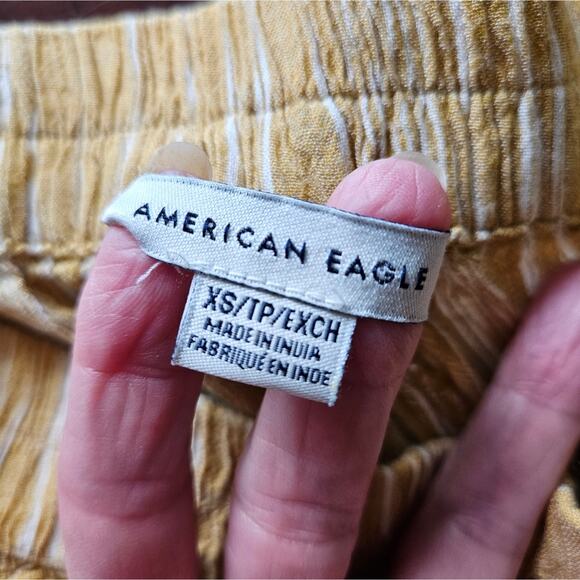 AMERICAN EAGLE
XS/TP/EXCH
MADE IN INDIA
FABRIQUÉ EN INDE